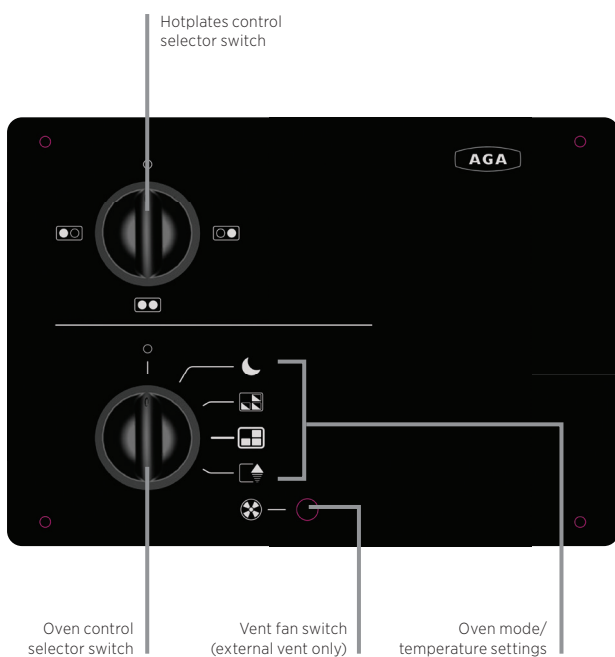 Hotplates control
selector switch
AGA
Oven control
selector switch
Vent fan switch
(external vent only)
Oven mode/
temperature settings